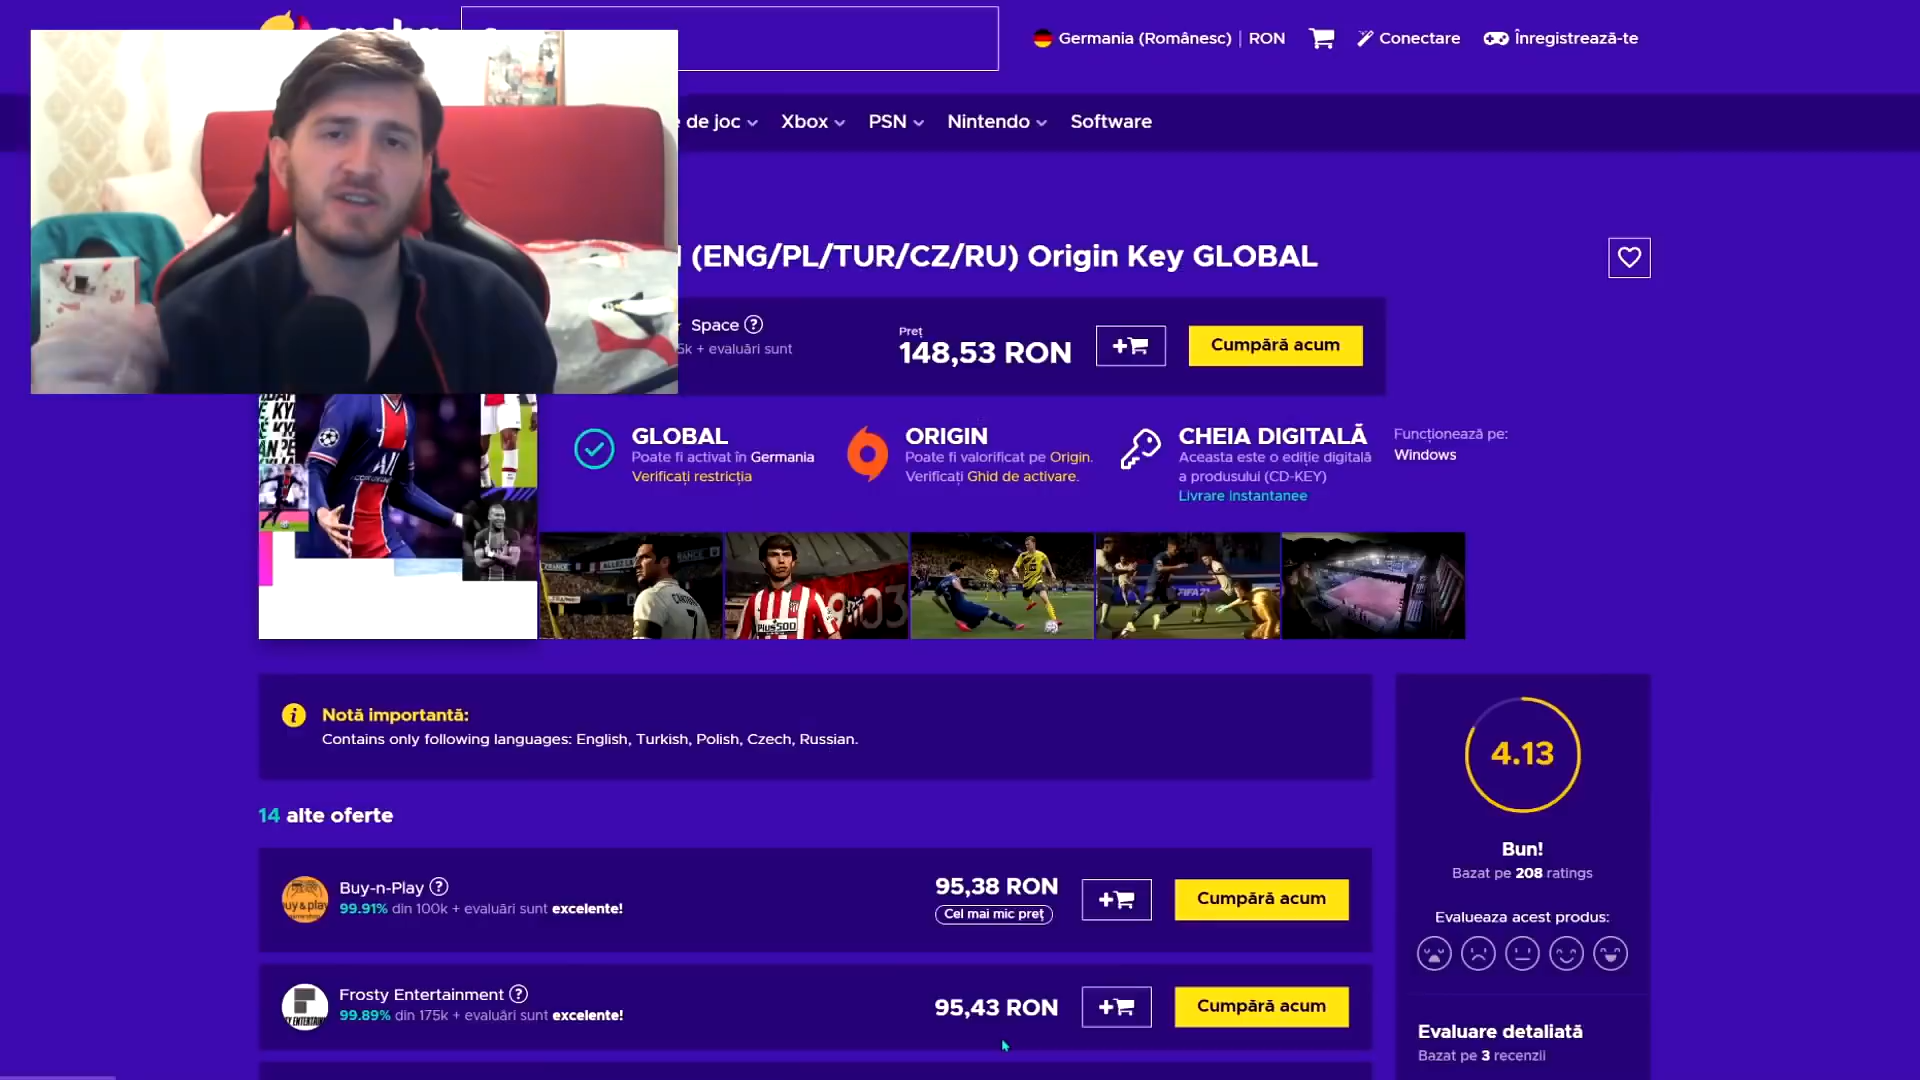 Germania (Românesc) | RON
Conectare
Înregistrează-te
de joc
Xbox
PSN
Nintendo
Software
(ENG/PL/TUR/CZ/RU) Origin Key GLOBAL
Space ?
5k + evaluări sunt
Preț
148,53 RON
Cumpără acum
GLOBAL
Poate fi activat în Germania
Verificați restricția
ORIGIN
Poate fi valorificat pe Origin.
Verificați Ghid de activare.
CHEIA DIGITALĂ
Aceasta este o ediție digitală
a produsului (CD-KEY)
Livrare instantanee
Funcționează pe:
Windows
Plus500
Notă importantă:
Contains only following languages: English, Turkish, Polish, Czech, Russian.
14 alte oferte
Buy-n-Play ?
99.91% din 100k + evaluări sunt excelente!
95,38 RON
Cel mai mic preț
Cumpără acum
Frosty Entertainment ?
99.89% din 175k + evaluări sunt excelente!
95,43 RON
Cumpără acum
4.13
Bun!
Bazat pe 208 ratings
Evalueaza acest produs:
Evaluare detaliată
Bazat pe 3 recenzii